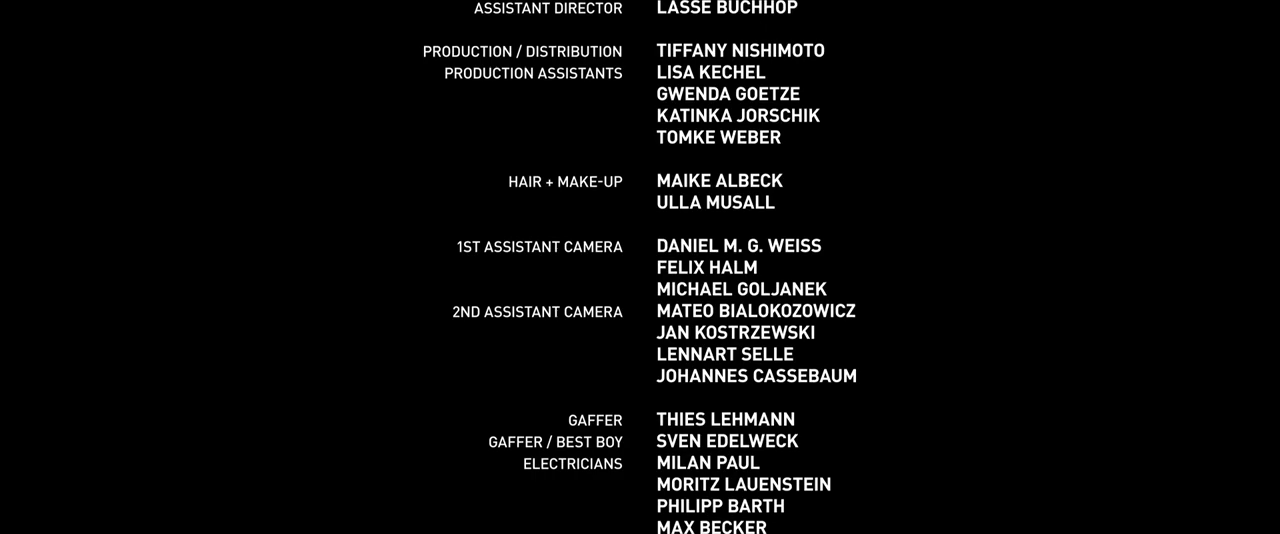 ASSISTANT DIRECTOR LASSE BUCHHOP
PRODUCTION / DISTRIBUTION TIFFANY NISHIMOTO
PRODUCTION ASSISTANTS LISA KECHEL
GWENDA GOETZE
KATINKA JORSCHIK
TOMKE WEBER
HAIR + MAKE-UP MAIKE ALBECK
ULLA MUSALL
1ST ASSISTANT CAMERA DANIEL M. G. WEISS
FELIX HALM
MICHAEL GOLJANEK
2ND ASSISTANT CAMERA MATEO BIALOKOZOWICZ
JAN KOSTRZEWSKI
LENNART SELLE
JOHANNES CASSEBAUM
GAFFER THIES LEHMANN
GAFFER / BEST BOY SVEN EDELWECK
ELECTRICIANS MILAN PAUL
MORITZ LAUENSTEIN
PHILIPP BARTH
MAX BECKER